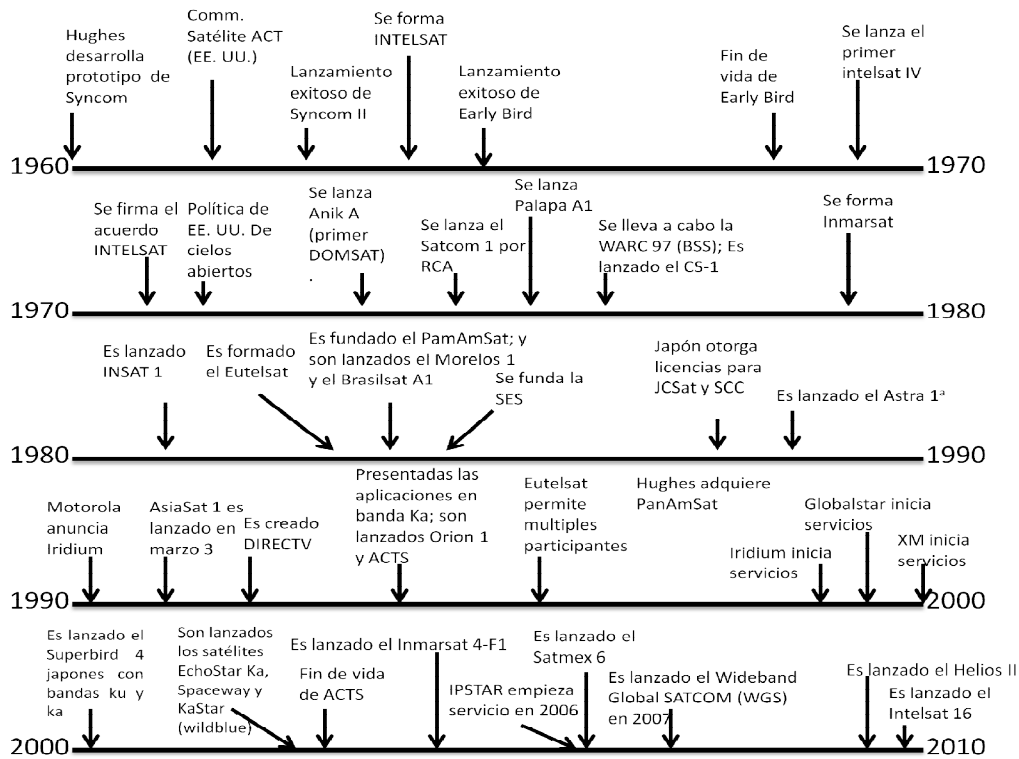 Hughes
desarrolla
prototipo de
Syncom
Comm.
Satélite ACT
(EE. UU.)
Lanzamiento
exitoso de
Syncom II
Se forma
INTELSAT
Lanzamiento
exitoso de
Early Bird
Fin de
vida de
Early Bird
Se lanza el
primer
intelsat IV
1960
1970
Se firma el
acuerdo
INTELSAT
Política de
EE. UU. De
cielos
abiertos
Se lanza
Anik A
(primer
DOMSAT)
.
Se lanza el
Satcom 1 por
RCA
Se lanza
Palapa A1
Se lleva a cabo la
WARC 97 (BSS); Es
lanzado el CS-1
Se forma
Inmarsat
1970
1980
Es lanzado
INSAT 1
Es formado
el Eutelsat
Es fundado el PamAmSat; y
son lanzados el Morelos 1
y el Brasilsat A1
Se funda la
SES
Japón otorga
licencias para
JCSat y SCC
Es lanzado el Astra 1ª
1980
1990
Motorola
anuncia
Iridium
AsiaSat 1 es
lanzado en
marzo 3
Es creado
DIRECTV
Presentadas las
aplicaciones en
banda Ka; son
lanzados Orion 1
y ACTS
Eutelsat
permite
multiples
participantes
Hughes adquiere
PanAmSat
Iridium inicia
servicios
Globalstar inicia
servicios
XM inicia
servicios
1990
2000
Es lanzado el
Superbird 4
japones con
bandas ku y
ka
Son lanzados
los satélites
EchoStar Ka,
Spaceway y
KaStar
(wildblue)
Es lanzado el Inmarsat 4-F1
Fin de vida
de ACTS
IPSTAR empieza
servicio en 2006
Es lanzado el
Satmex 6
Es lanzado el Wideband
Global SATCOM (WGS)
en 2007
Es lanzado el Helios II
Es lanzado el
Intelsat 16
2000
2010